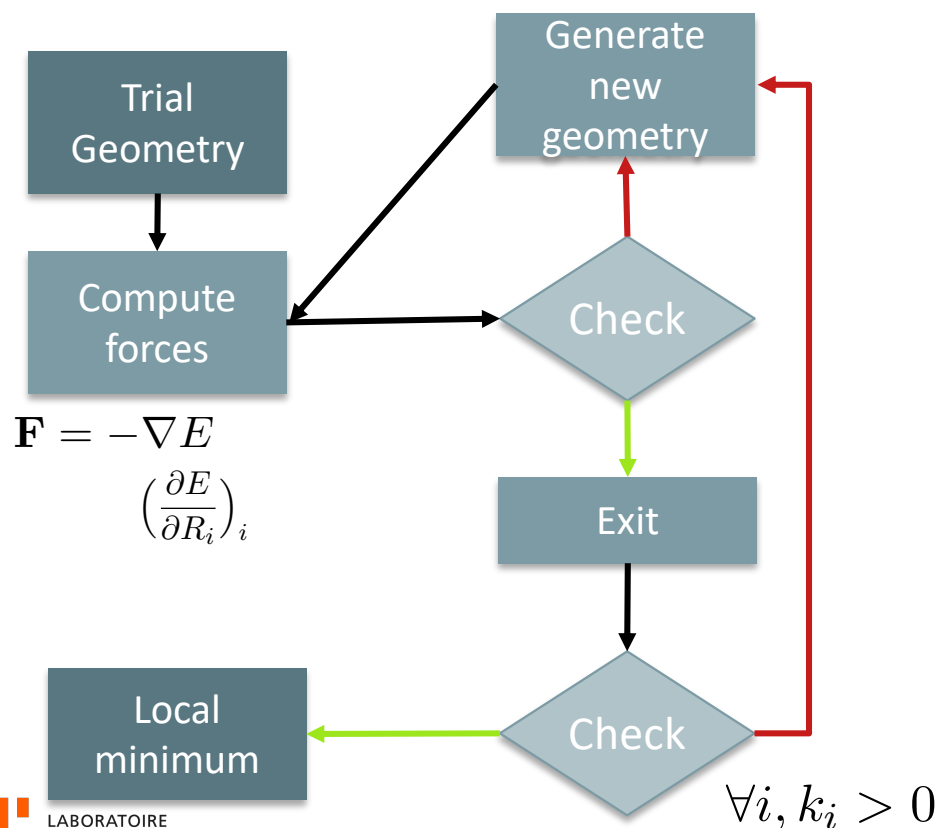 Trial
Geometry
Generate
new
geometry
Compute
forces
Check
𝐅 = −∇E
(∂E/∂R_i)_i
Exit
Local
minimum
Check
∀i, k_i > 0
LABORATOIRE